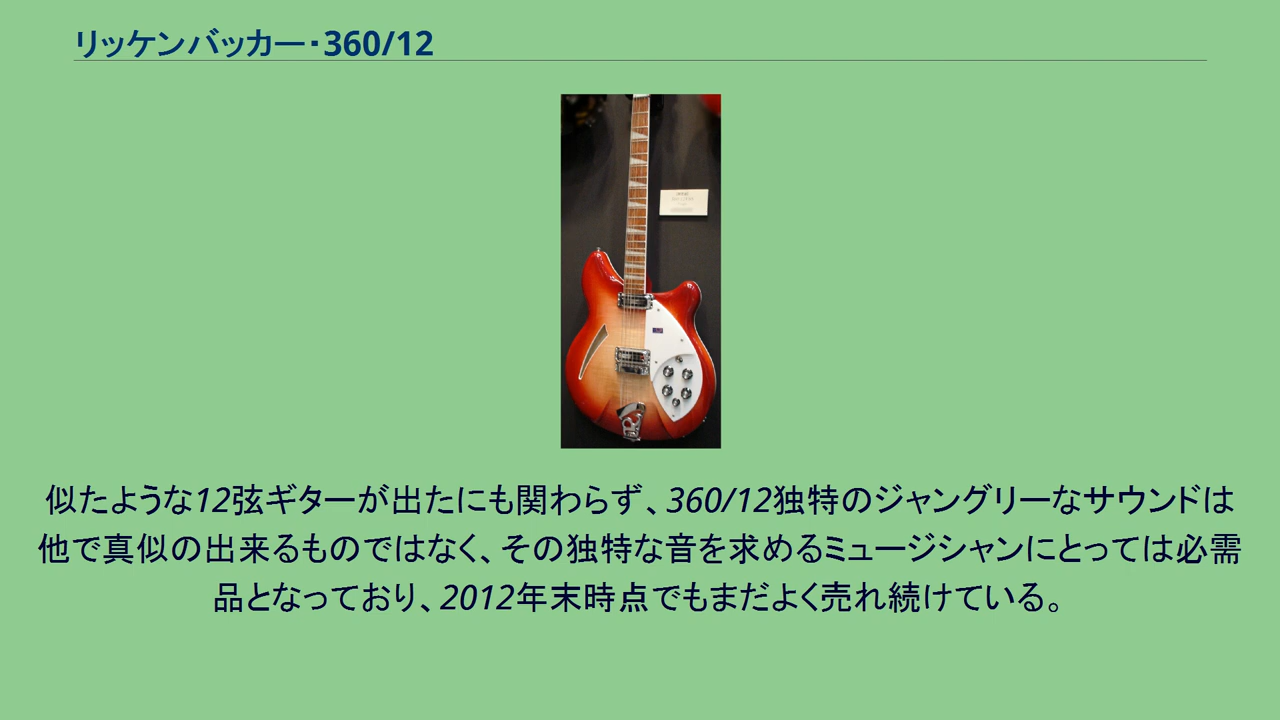 リッケンバッカー・360/12
似たような12弦ギターが出たにも関わらず、360/12独特のジャングリーなサウンドは
他で真似の出来るものではなく、その独特な音を求めるミュージシャンにとっては必需
品となっており、2012年末時点でもまだよく売れ続けている。